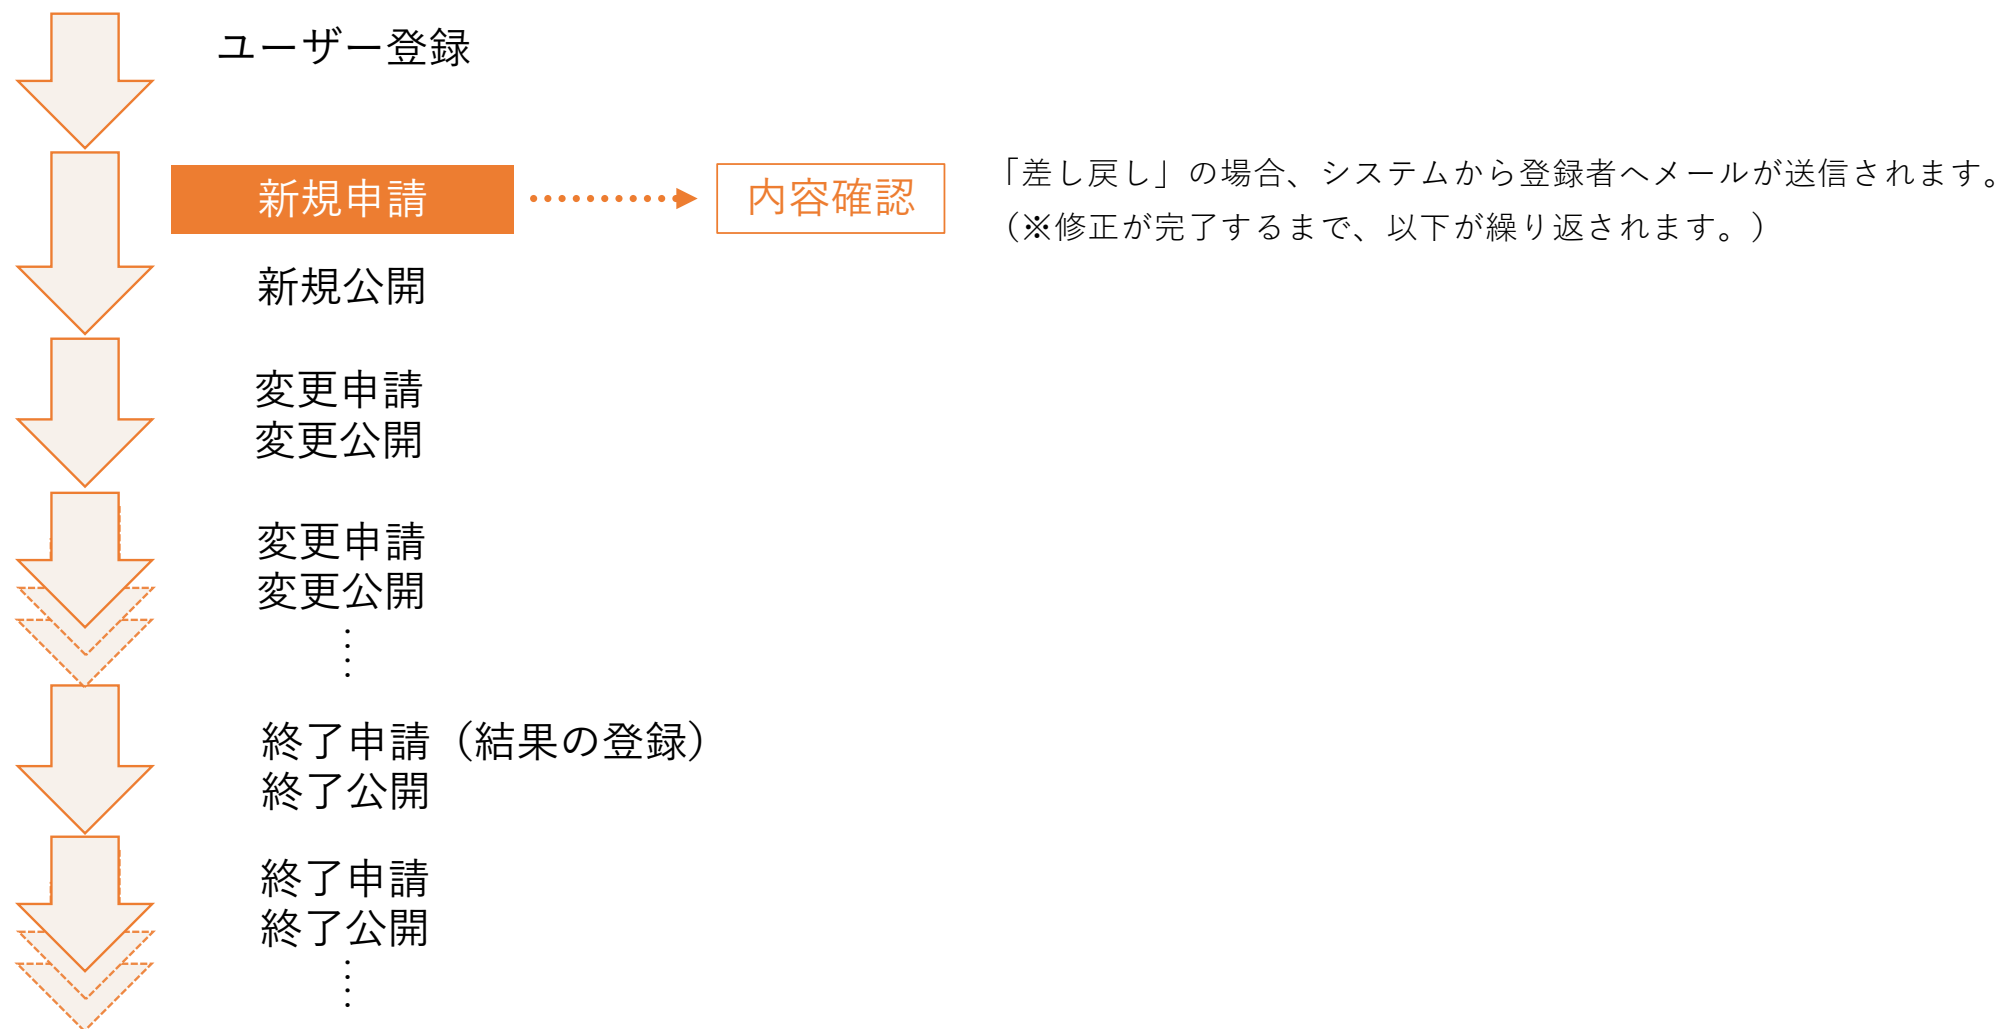 ユーザー登録
新規申請
内容確認
「差し戻し」の場合、システムから登録者へメールが送信されます。
（※修正が完了するまで、以下が繰り返されます。）
新規公開
変更申請
変更公開
変更申請
変更公開
……
終了申請（結果の登録）
終了公開
終了申請
終了公開
……